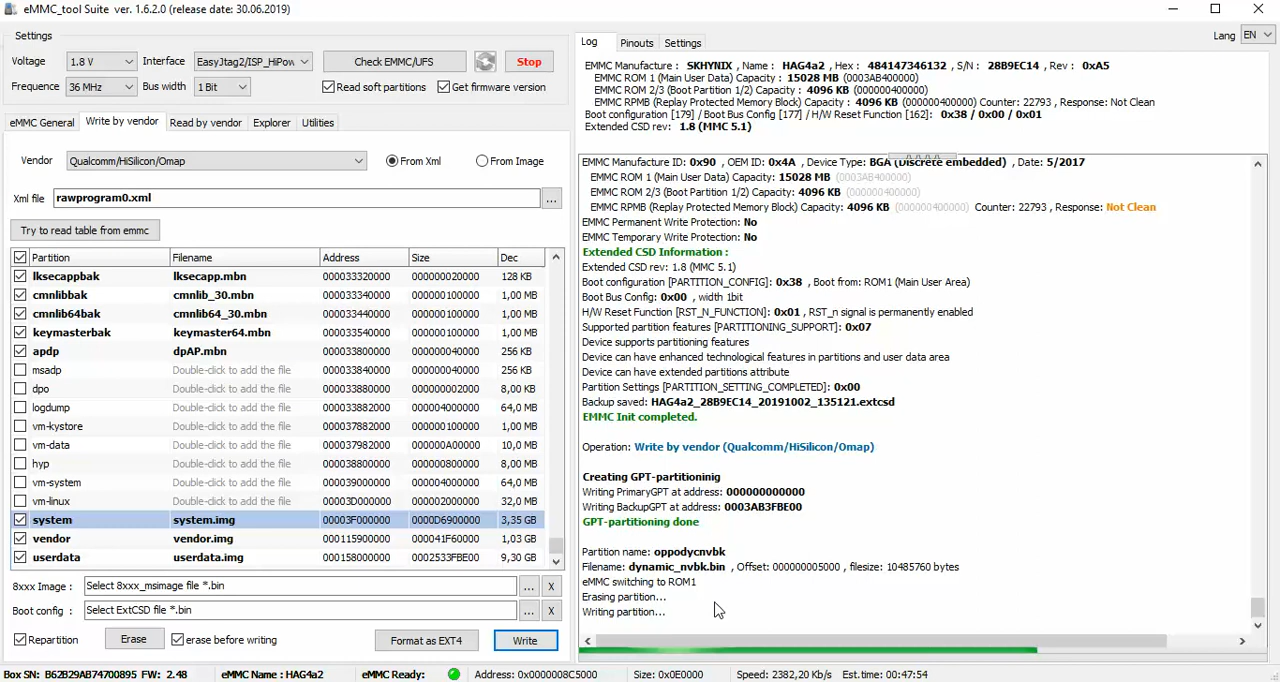 eMMC_tool Suite ver. 1.6.2.0 (release date: 30.06.2019)
Settings
Voltage 1.8 V Interface EasyJtag2/ISP_HiPow Check EMMC/UFS Stop
Frequency 36 MHz Bus width 1 Bit Read soft partitions Get firmware version
eMMC General Write by vendor Read by vendor Explorer Utilities
Vendor Qualcomm/HiSilicon/Omap From Xml From Image
Xml file rawprogram0.xml ...
Try to read table from emmc
Partition Filename Address Size Dec
lksecappbak lksecapp.mbn 000033320000 000000020000 128 KB
cmnlibbak cmnlib_30.mbn 000033340000 000000100000 1,00 MB
cmnlib64bak cmnlib64_30.mbn 000033440000 000000100000 1,00 MB
keymasterbak keymaster64.mbn 000033540000 000000100000 1,00 MB
apdp dpAP.mbn 000033800000 000000040000 256 KB
msadp Double-click to add the file 000033840000 000000040000 256 KB
dpo Double-click to add the file 000033880000 000000002000 8,00 KB
logdump Double-click to add the file 000033882000 000004000000 64,0 MB
vm-kystore Double-click to add the file 000037882000 000000100000 1,00 MB
vm-data Double-click to add the file 000037982000 000000A00000 10,0 MB
hyp Double-click to add the file 000038800000 000000800000 8,00 MB
vm-system Double-click to add the file 000039000000 000004000000 64,0 MB
vm-linux Double-click to add the file 00003D000000 000002000000 32,0 MB
system system.img 00003F000000 0000D6900000 3,35 GB
vendor vendor.img 000115900000 000041F60000 1,03 GB
userdata userdata.img 000158000000 0002533FBE00 9,30 GB
8xxx Image : Select 8xxx_msimage file *.bin ... X
Boot config : Select ExtCSD file *.bin ... X
Repartition Erase erase before writing Format as EXT4 Write
Log Pinouts Settings Lang EN
EMMC Manufacture : SKHYNIX , Name : HAG4a2 , Hex : 484147346132 , S/N : 28B9EC14 , Rev : 0xA5
EMMC ROM 1 (Main User Data) Capacity : 15028 MB (0003AB400000)
EMMC ROM 2/3 (Boot Partition 1/2) Capacity : 4096 KB (000000400000)
EMMC RPMB (Replay Protected Memory Block) Capacity : 4096 KB (000000400000) Counter: 22793 , Response: Not Clean
Boot configuration [179] / Boot Bus Config [177] / H/W Reset Function [162]: 0x38 / 0x00 / 0x01
Extended CSD rev: 1.8 (MMC 5.1)
EMMC Manufacture ID: 0x90 , OEM ID: 0x4A , Device Type: BGA (Discrete embedded) , Date: 5/2017
EMMC ROM 1 (Main User Data) Capacity: 15028 MB (0003AB400000)
EMMC ROM 2/3 (Boot Partition 1/2) Capacity: 4096 KB (000000400000)
EMMC RPMB (Replay Protected Memory Block) Capacity: 4096 KB (000000400000) Counter: 22793 , Response: Not Clean
EMMC Permanent Write Protection: No
EMMC Temporary Write Protection: No
Extended CSD Information :
Extended CSD rev: 1.8 (MMC 5.1)
Boot configuration [PARTITION_CONFIG]: 0x38 , Boot from: ROM1 (Main User Area)
Boot Bus Config: 0x00 , width 1bit
H/W Reset Function [RST_N_FUNCTION]: 0x01 , RST_n signal is permanently enabled
Supported partition features [PARTITIONING_SUPPORT]: 0x07
Device supports partitioning features
Device can have enhanced technological features in partitions and user data area
Device can have extended partitions attribute
Partition Settings [PARTITION_SETTING_COMPLETED]: 0x00
Backup saved: HAG4a2_28B9EC14_20191002_135121.extcsd
EMMC Init completed.
Operation: Write by vendor (Qualcomm/HiSilicon/Omap)
Creating GPT-partitioninig
Writing PrimaryGPT at address: 000000000000
Writing BackupGPT at address: 0003AB3FBE00
GPT-partitioning done
Partition name: oppodycnvbk
Filename: dynamic_nvbk.bin , Offset: 000000005000 , filesize: 10485760 bytes
eMMC switching to ROM1
Erasing partition...
Writing partition...
Box SN: B62B29AB74700895 FW: 2.48 eMMC Name : HAG4a2 eMMC Ready: Address: 0x0000008C5000 Size: 0x0E0000 Speed: 2382,20 Kb/s Est.time: 00:47:54